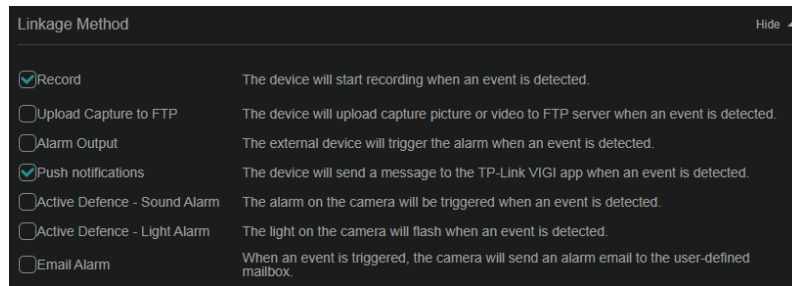 Linkage Method Hide
Record The device will start recording when an event is detected.
Upload Capture to FTP The device will upload capture picture or video to FTP server when an event is detected.
Alarm Output The external device will trigger the alarm when an event is detected.
Push notifications The device will send a message to the TP-Link VIGI app when an event is detected.
Active Defence - Sound Alarm The alarm on the camera will be triggered when an event is detected.
Active Defence - Light Alarm The light on the camera will flash when an event is detected.
Email Alarm When an event is triggered, the camera will send an alarm email to the user-defined
mailbox.